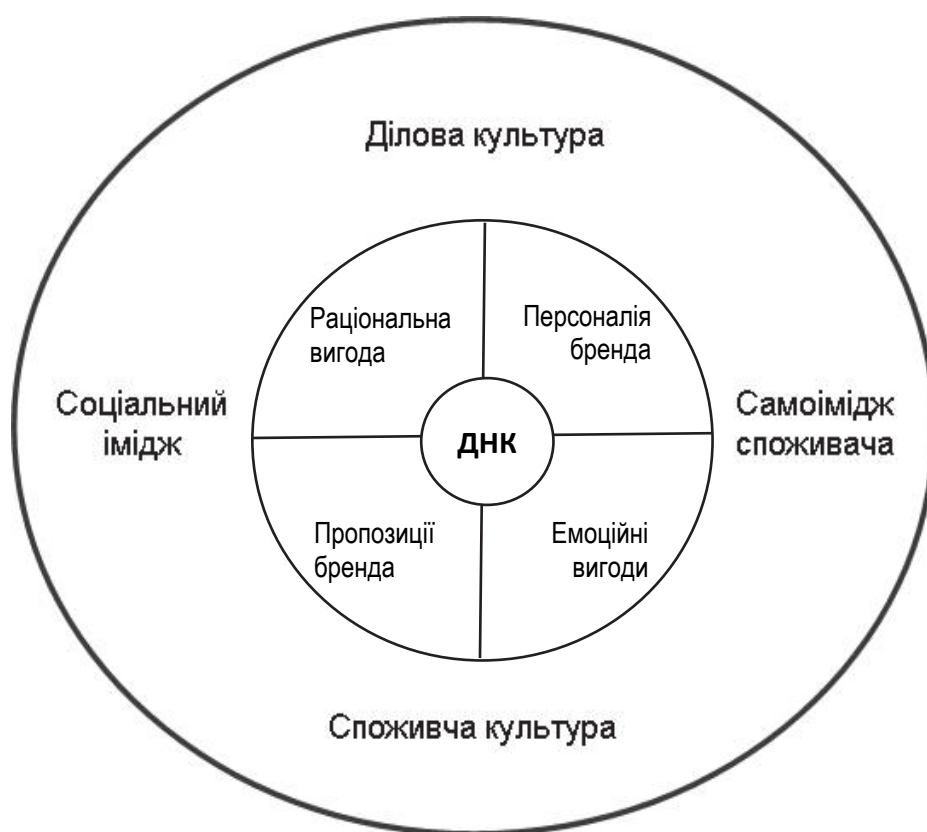 Ділова культура
Раціональна
вигода
Персоналія
бренда
Соціальний
імідж
ДНК
Самоімідж
споживача
Пропозиції
бренда
Емоційні
вигоди
Споживча культура